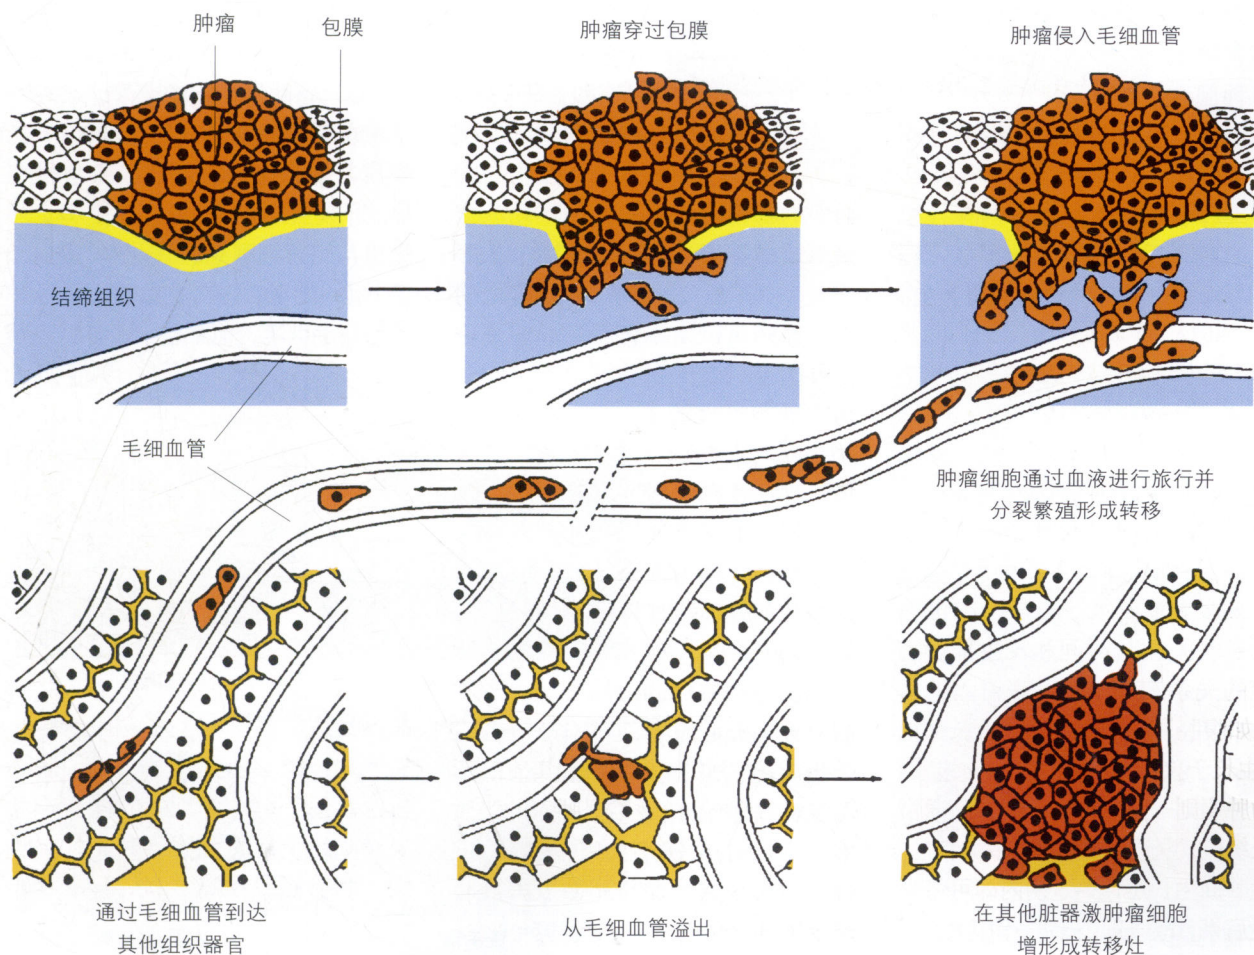 肿瘤
包膜
肿瘤穿过包膜
肿瘤侵入毛细血管
结缔组织
毛细血管
肿瘤细胞通过血液进行旅行并
分裂繁殖形成转移
通过毛细血管到达
其他组织器官
从毛细血管溢出
在其他脏器激肿瘤细胞
增形成转移灶